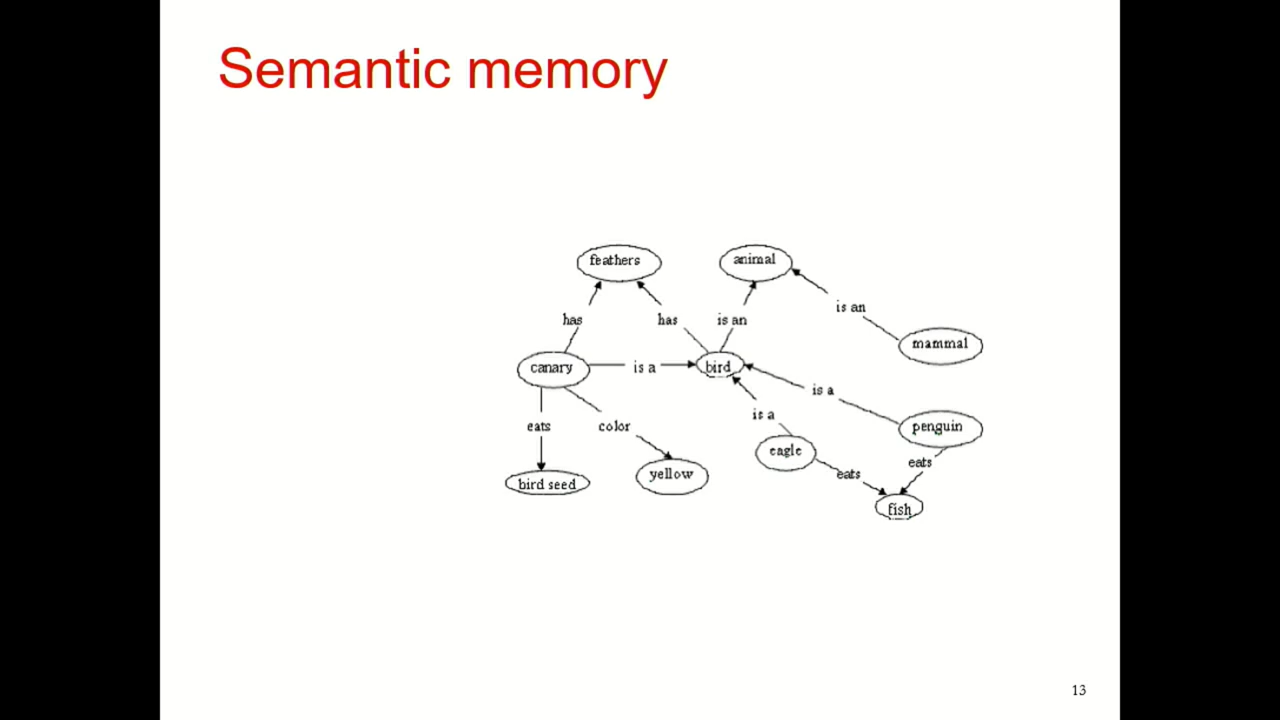 Semantic memory
feathers
animal
is an
has
has
is an
mammal
canary
is a
bird
is a
is a
penguin
eats
color
eagle
eats
eats
bird seed
yellow
fish
13